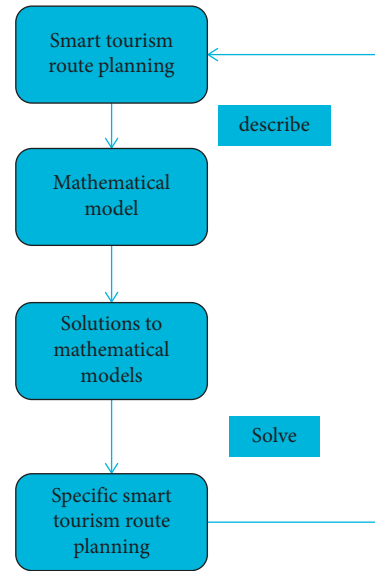 Smart tourism
route planning
describe
Mathematical
model
Solutions to
mathematical
models
Solve
Specific smart
tourism route
planning